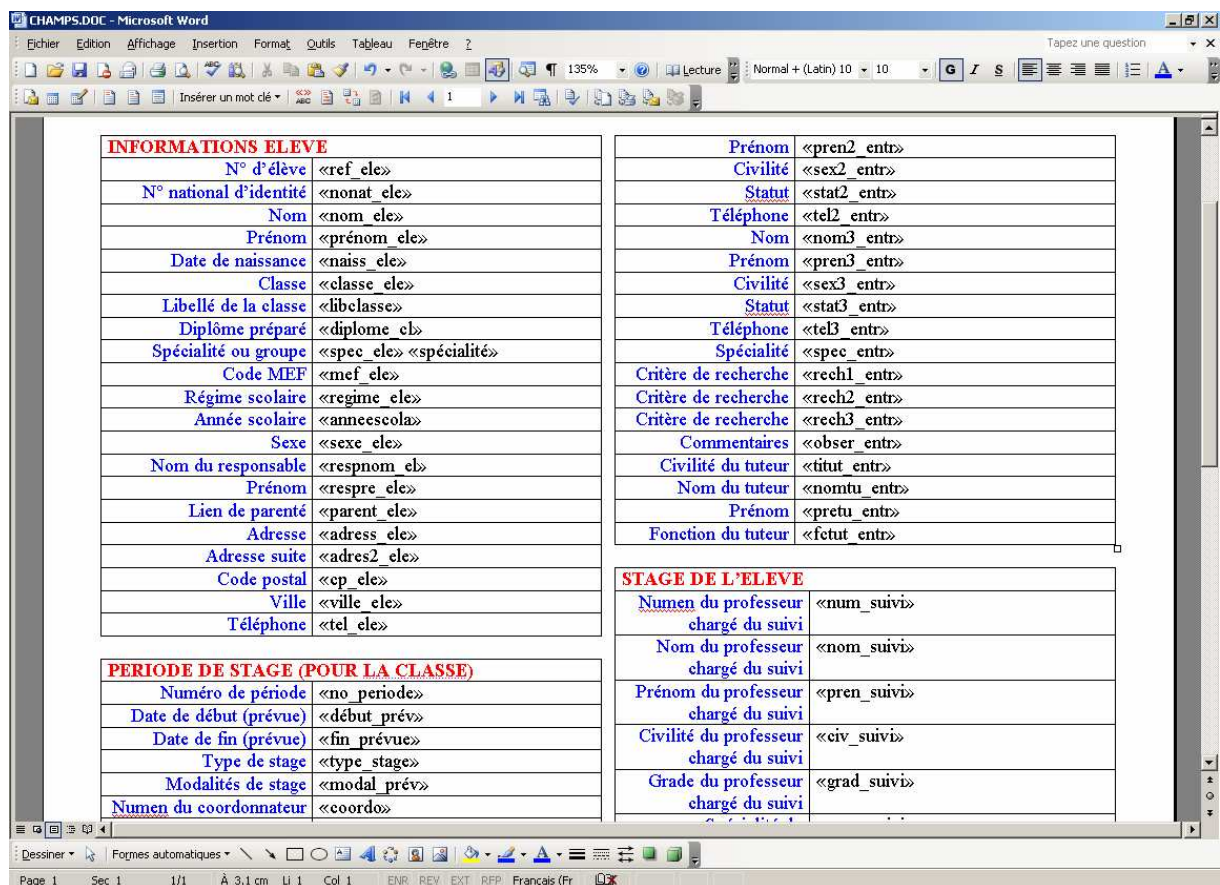 CHAMPS.DOC - Microsoft Word
Fichier Edition Affichage Insertion Format Outils Tableau Fenêtre ? Tapez une question
135% Lecture Normal + (Latin) 10 10 G I S
Insérer un mot clé 1
INFORMATIONS ELEVE
N° d'élève «ref_ele»
N° national d'identité «nonat_ele»
Nom «nom_ele»
Prénom «prénom_ele»
Date de naissance «naiss_ele»
Classe «classe_ele»
Libellé de la classe «libclasse»
Diplôme préparé «diplome_cl»
Spécialité ou groupe «spec_ele» «spécialité»
Code MEF «mef_ele»
Régime scolaire «regime_ele»
Année scolaire «anneescola»
Sexe «sexe_ele»
Nom du responsable «respnom_el»
Prénom «respre_ele»
Lien de parenté «parent_ele»
Adresse «adress_ele»
Adresse suite «adres2_ele»
Code postal «cp_ele»
Ville «ville_ele»
Téléphone «tel_ele»
PERIODE DE STAGE (POUR LA CLASSE)
Numéro de période «no_periode»
Date de début (prévue) «début_prév»
Date de fin (prévue) «fin_prévue»
Type de stage «type_stage»
Modalités de stage «modal_prév»
Numen du coordonnateur «coordo»
Prénom «pren2_entr»
Civilité «sex2_entr»
Statut «stat2_entr»
Téléphone «tel2_entr»
Nom «nom3_entr»
Prénom «pren3_entr»
Civilité «sex3_entr»
Statut «stat3_entr»
Téléphone «tel3_entr»
Spécialité «spec_entr»
Critère de recherche «rech1_entr»
Critère de recherche «rech2_entr»
Critère de recherche «rech3_entr»
Commentaires «obser_entr»
Civilité du tuteur «titut_entr»
Nom du tuteur «nomtu_entr»
Prénom «pretu_entr»
Fonction du tuteur «fctut_entr»
STAGE DE L'ELEVE
Numen du professeur «num_suivi»
chargé du suivi
Nom du professeur «nom_suivi»
chargé du suivi
Prénom du professeur «pren_suivi»
chargé du suivi
Civilité du professeur «civ_suivi»
chargé du suivi
Grade du professeur «grad_suivi»
chargé du suivi
Dessiner Formes automatiques
Page 1 Sec 1 1/1 À 3,1 cm Li 1 Col 1 ENR REV EXT RFP Français (Fr